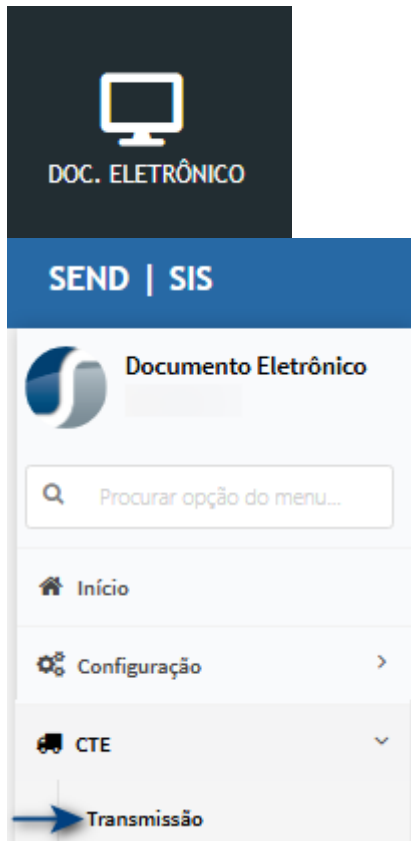 DOC. ELETRÔNICO
SEND | SIS
Documento Eletrônico
Procurar opção do menu...
Início
Configuração
CTE
Transmissão